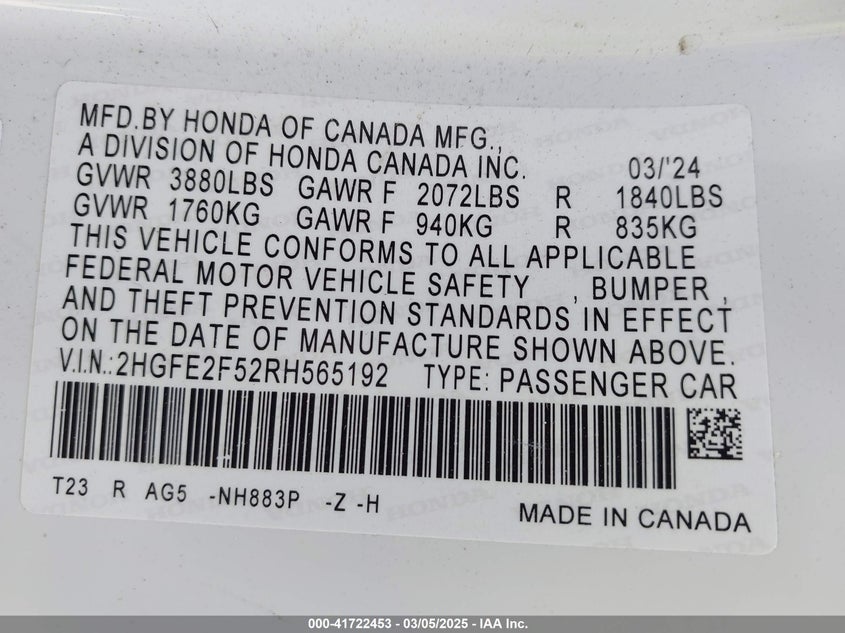 MFD.BY HONDA OF CANADA MFG.,
A DIVISION OF HONDA CANADA INC. 03/'24
GVWR 3880LBS GAWR F 2072LBS R 1840LBS
GVWR 1760KG GAWR F 940KG R 835KG
THIS VEHICLE CONFORMS TO ALL APPLICABLE
FEDERAL MOTOR VEHICLE SAFETY , BUMPER ,
AND THEFT PREVENTION STANDARDS IN EFFECT
ON THE DATE OF MANUFACTURE SHOWN ABOVE.
V.I.N.:2HGFE2F52RH565192 TYPE: PASSENGER CAR
T23 R AG5 -NH883P -Z -H
MADE IN CANADA
000-41722453 - 03/05/2025 - IAA Inc.